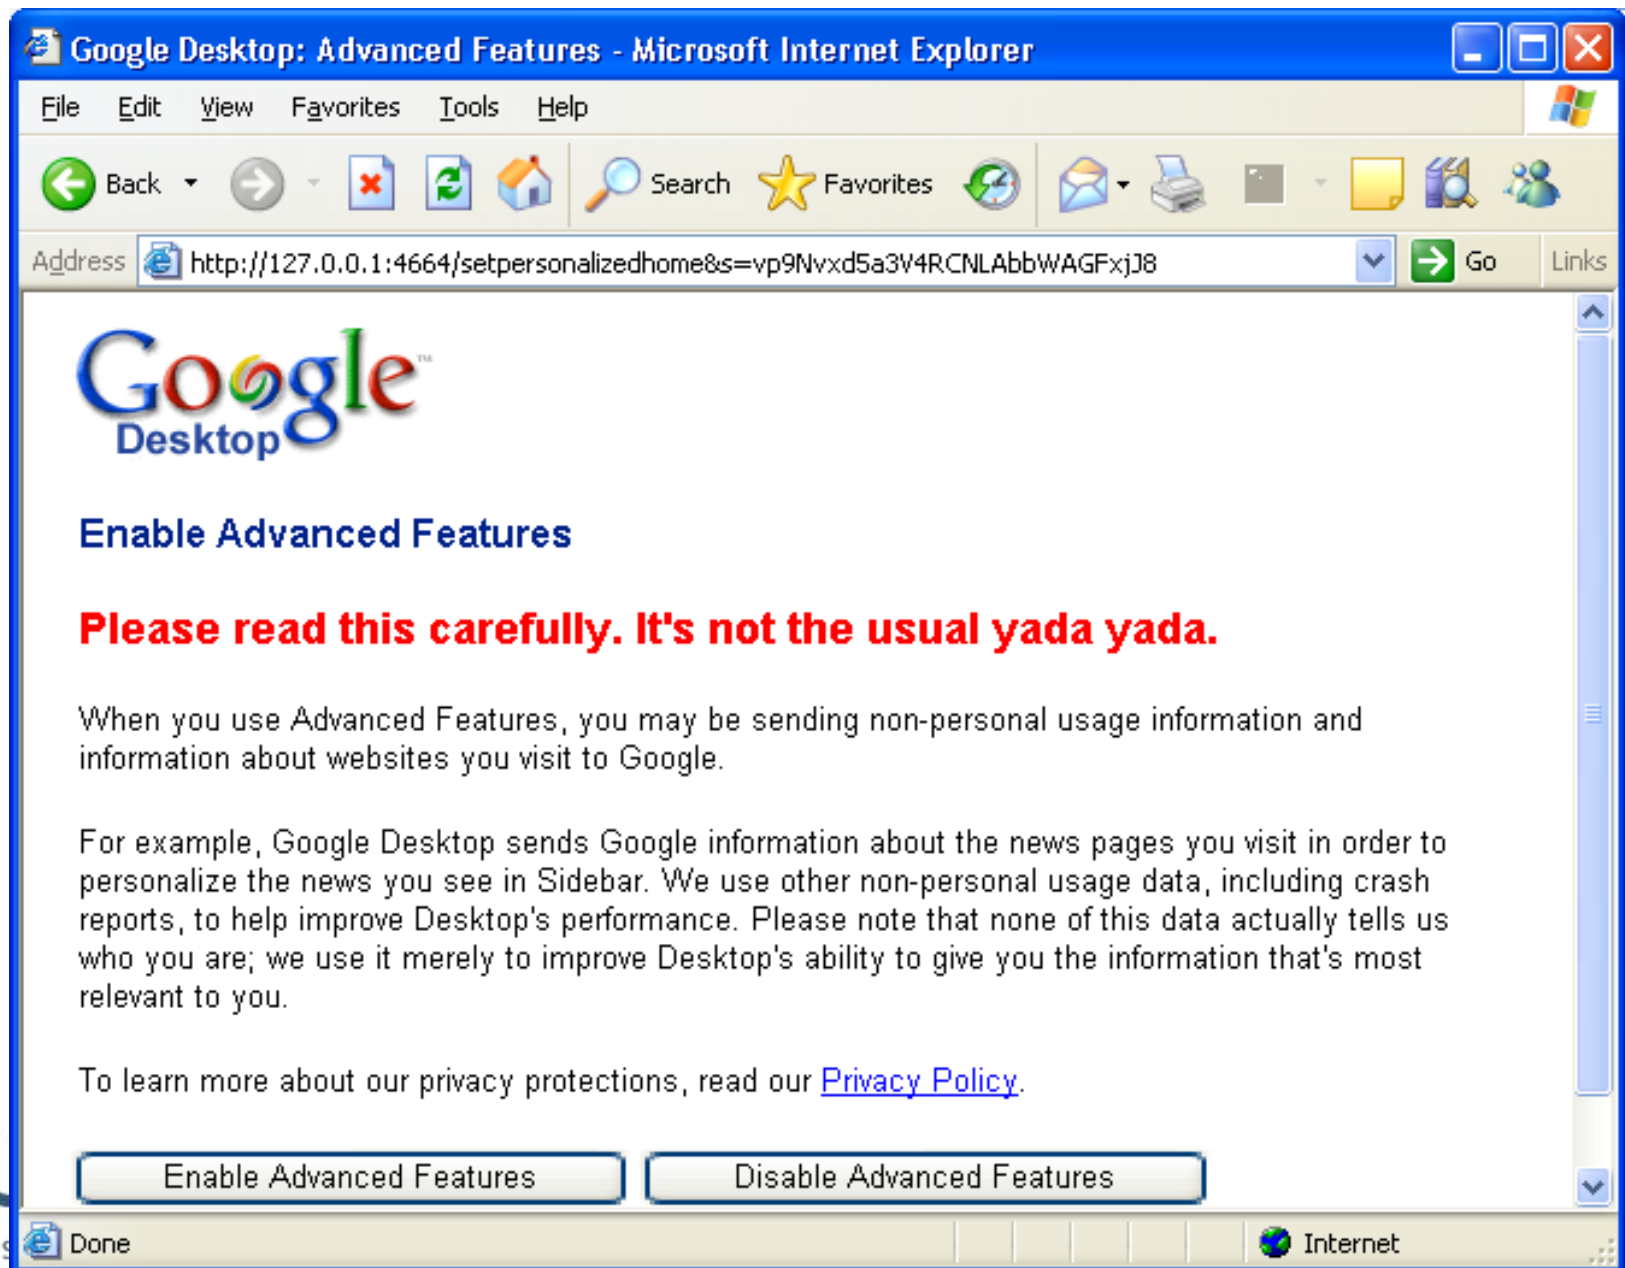 Google Desktop: Advanced Features - Microsoft Internet Explorer
File Edit View Favorites Tools Help
Back Search Favorites
Address http://127.0.0.1:4664/setpersonalizedhome&s=vp9Nvxd5a3V4RCNLAbbWAGFxjJ8 Go Links
Google™
Desktop
Enable Advanced Features
Please read this carefully. It's not the usual yada yada.
When you use Advanced Features, you may be sending non-personal usage information and
information about websites you visit to Google.
For example, Google Desktop sends Google information about the news pages you visit in order to
personalize the news you see in Sidebar. We use other non-personal usage data, including crash
reports, to help improve Desktop's performance. Please note that none of this data actually tells us
who you are; we use it merely to improve Desktop's ability to give you the information that's most
relevant to you.
To learn more about our privacy protections, read our Privacy Policy.
Enable Advanced Features Disable Advanced Features
Done Internet